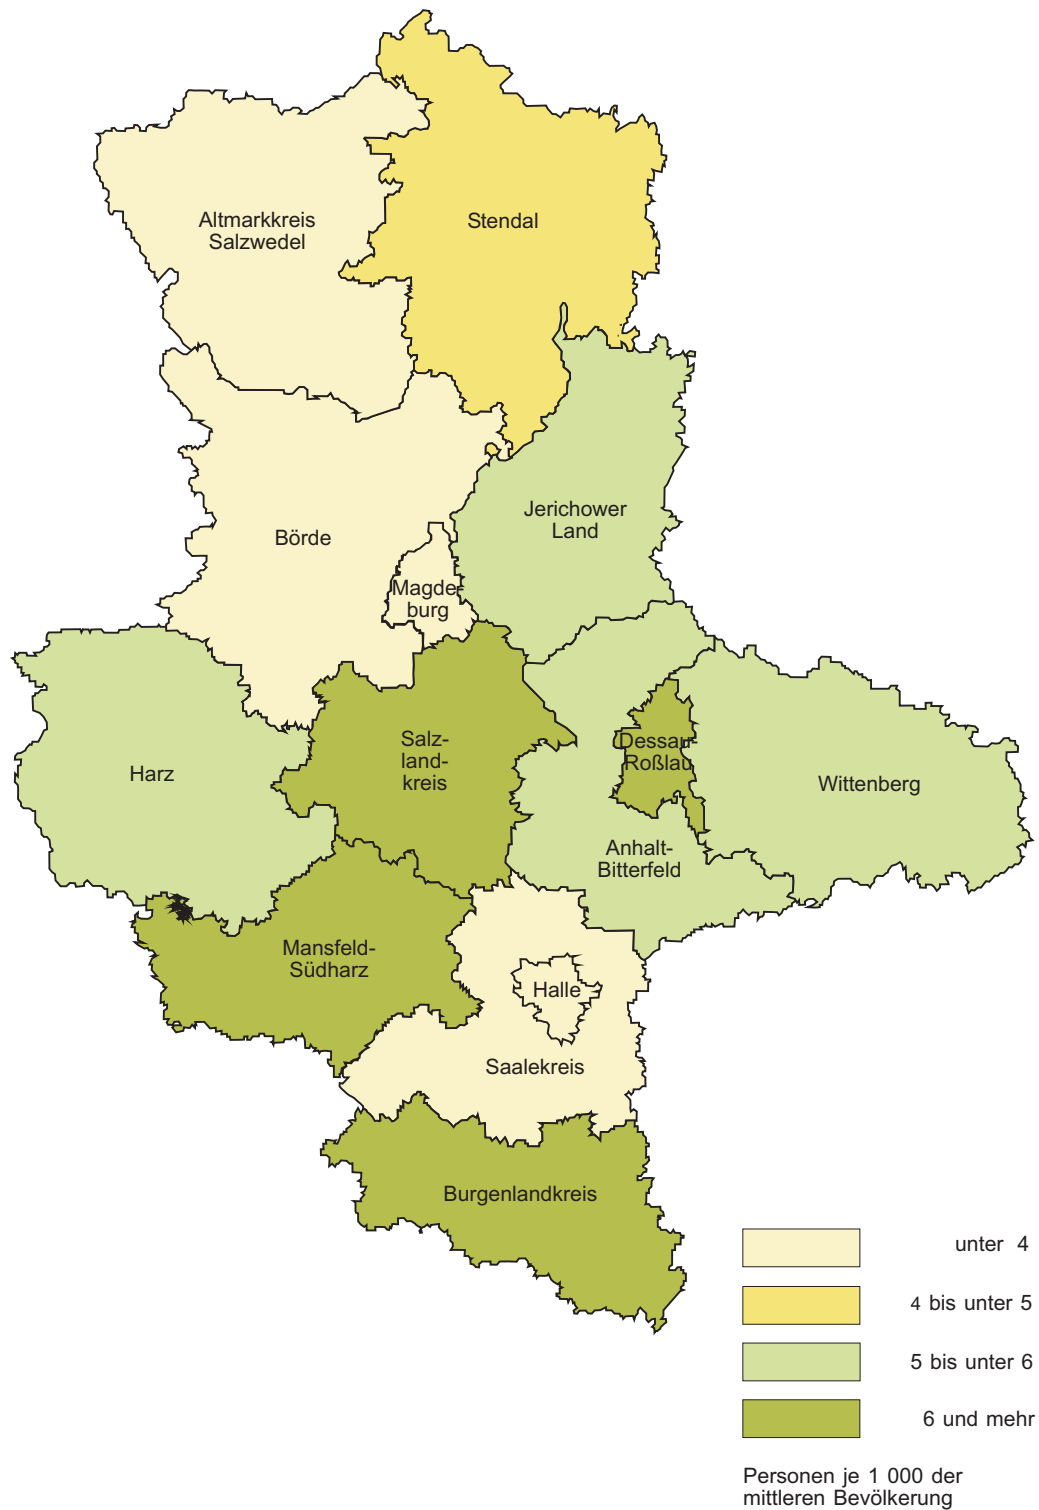 Altmarkkreis
Salzwedel
Stendal
Jerichower
Land
Börde
Magde-
burg
Salz-
land-
kreis
Dessau-
Roßlau
Harz
Wittenberg
Anhalt-
Bitterfeld
Mansfeld-
Südharz
Halle
Saalekreis
Burgenlandkreis
unter 4
4 bis unter 5
5 bis unter 6
6 und mehr
Personen je 1 000 der
mittleren Bevölkerung